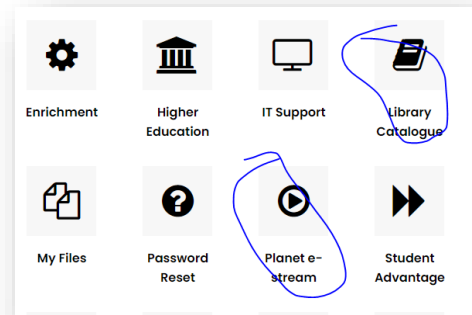 Enrichment
Higher
Education
IT Support
Library
Catalogue
My Files
Password
Reset
Planet e-
stream
Student
Advantage